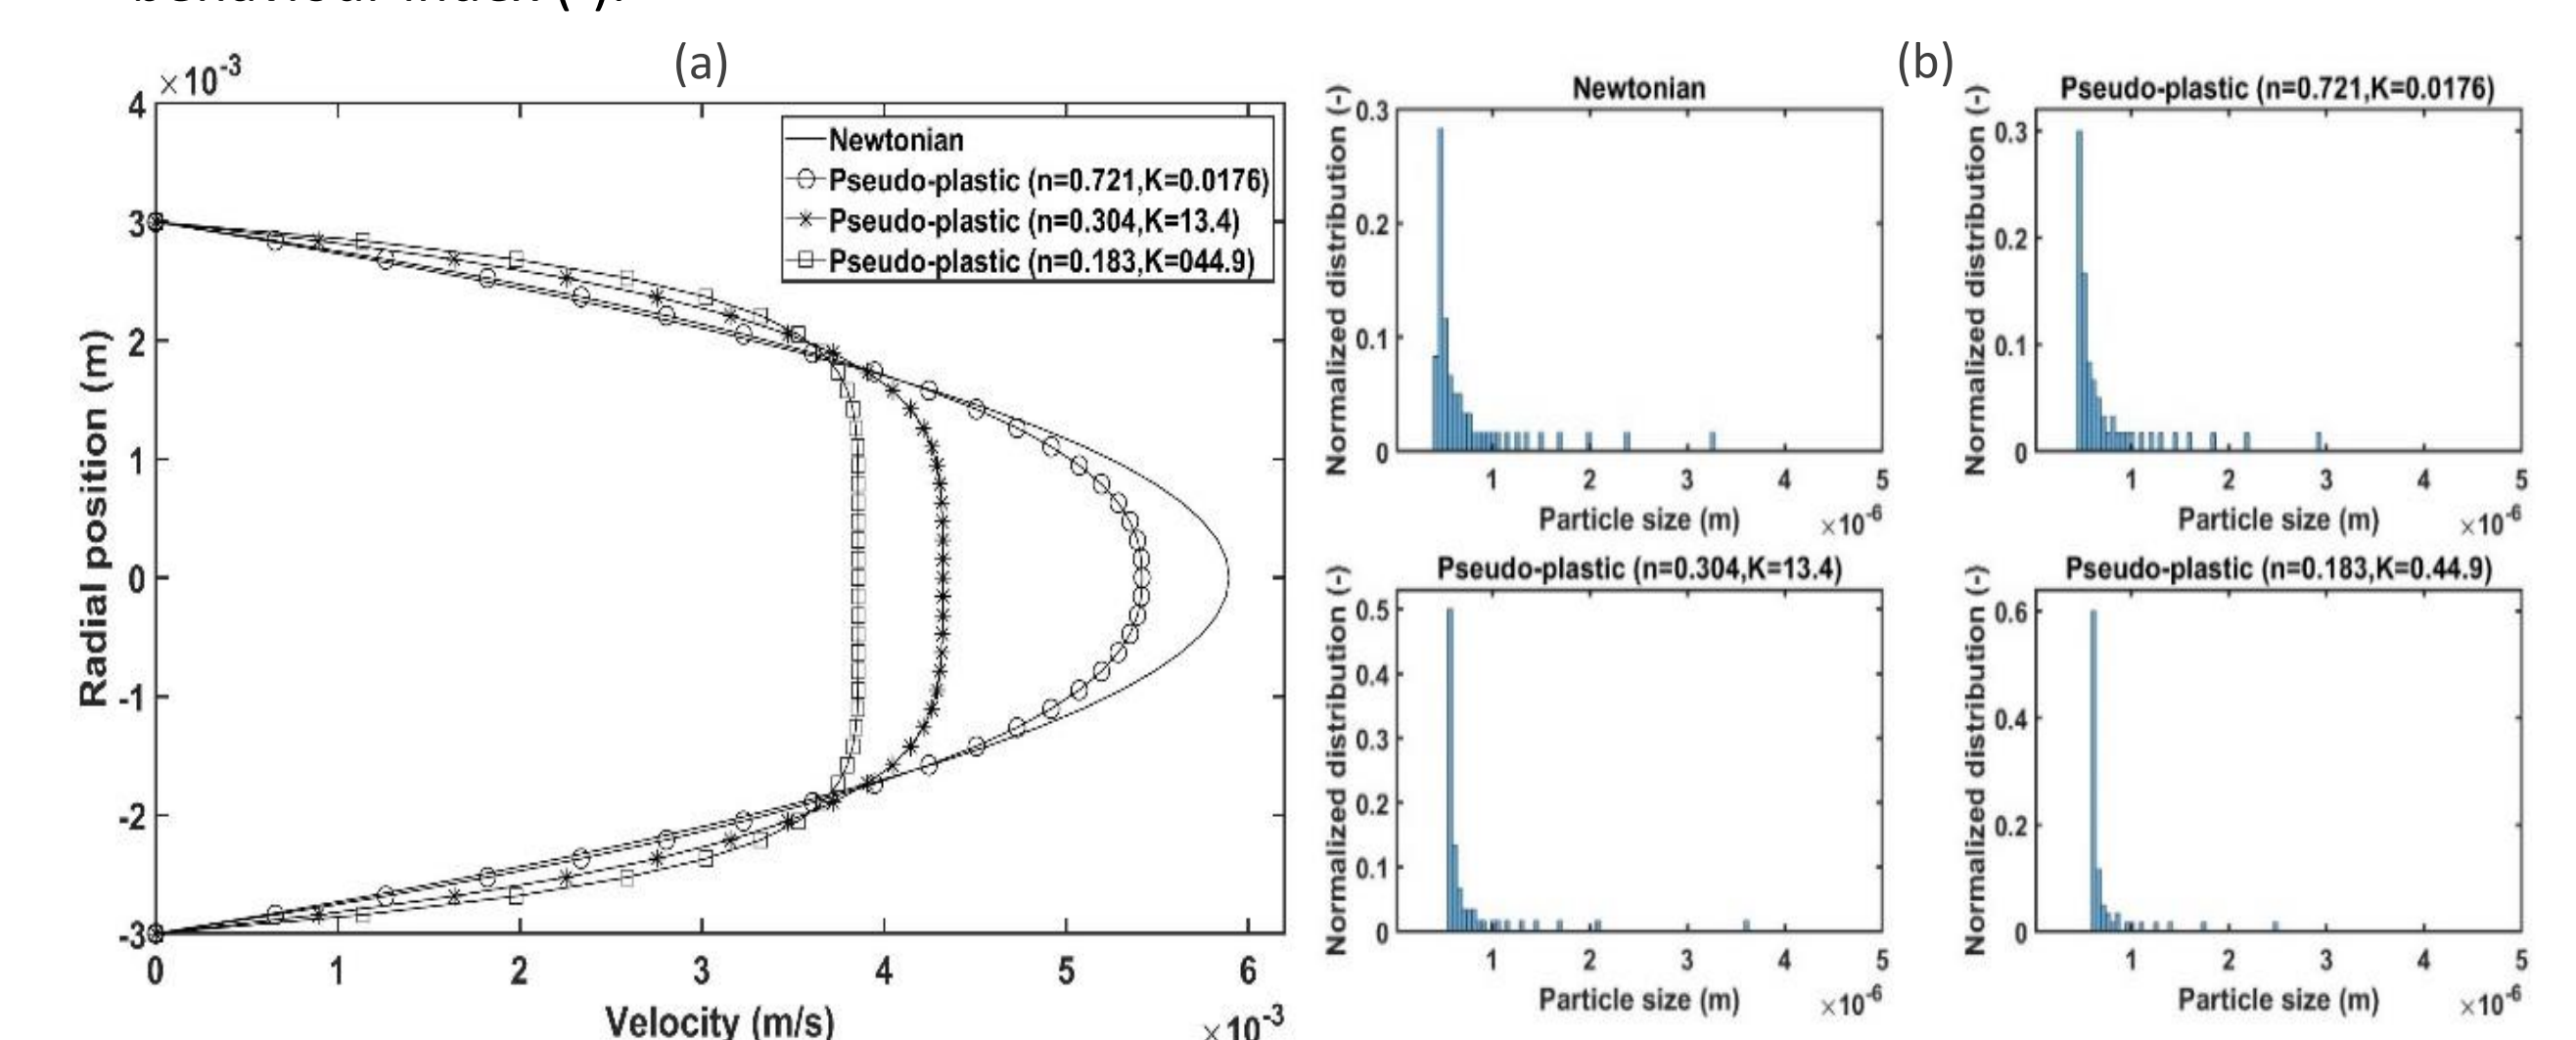 behaviour index (-).
(a)
×10-3
4
3
2
1
0
-1
-2
-3
Radial position (m)
0 1 2 3 4 5 6
Velocity (m/s)
×10-3
Newtonian
Pseudo-plastic (n=0.721,K=0.0176)
Pseudo-plastic (n=0.304,K=13.4)
Pseudo-plastic (n=0.183,K=044.9)
(b)
Newtonian
Normalized distribution (-)
0.3
0.2
0.1
0
1 2 3 4 5
Particle size (m)
×10-6
Pseudo-plastic (n=0.721,K=0.0176)
Normalized distribution (-)
0.3
0.2
0.1
0
1 2 3 4 5
Particle size (m)
×10-6
Pseudo-plastic (n=0.304,K=13.4)
Normalized distribution (-)
0.5
0.4
0.3
0.2
0.1
0
1 2 3 4 5
Particle size (m)
×10-6
Pseudo-plastic (n=0.183,K=0.44.9)
Normalized distribution (-)
0.6
0.4
0.2
0
1 2 3 4 5
Particle size (m)
×10-6